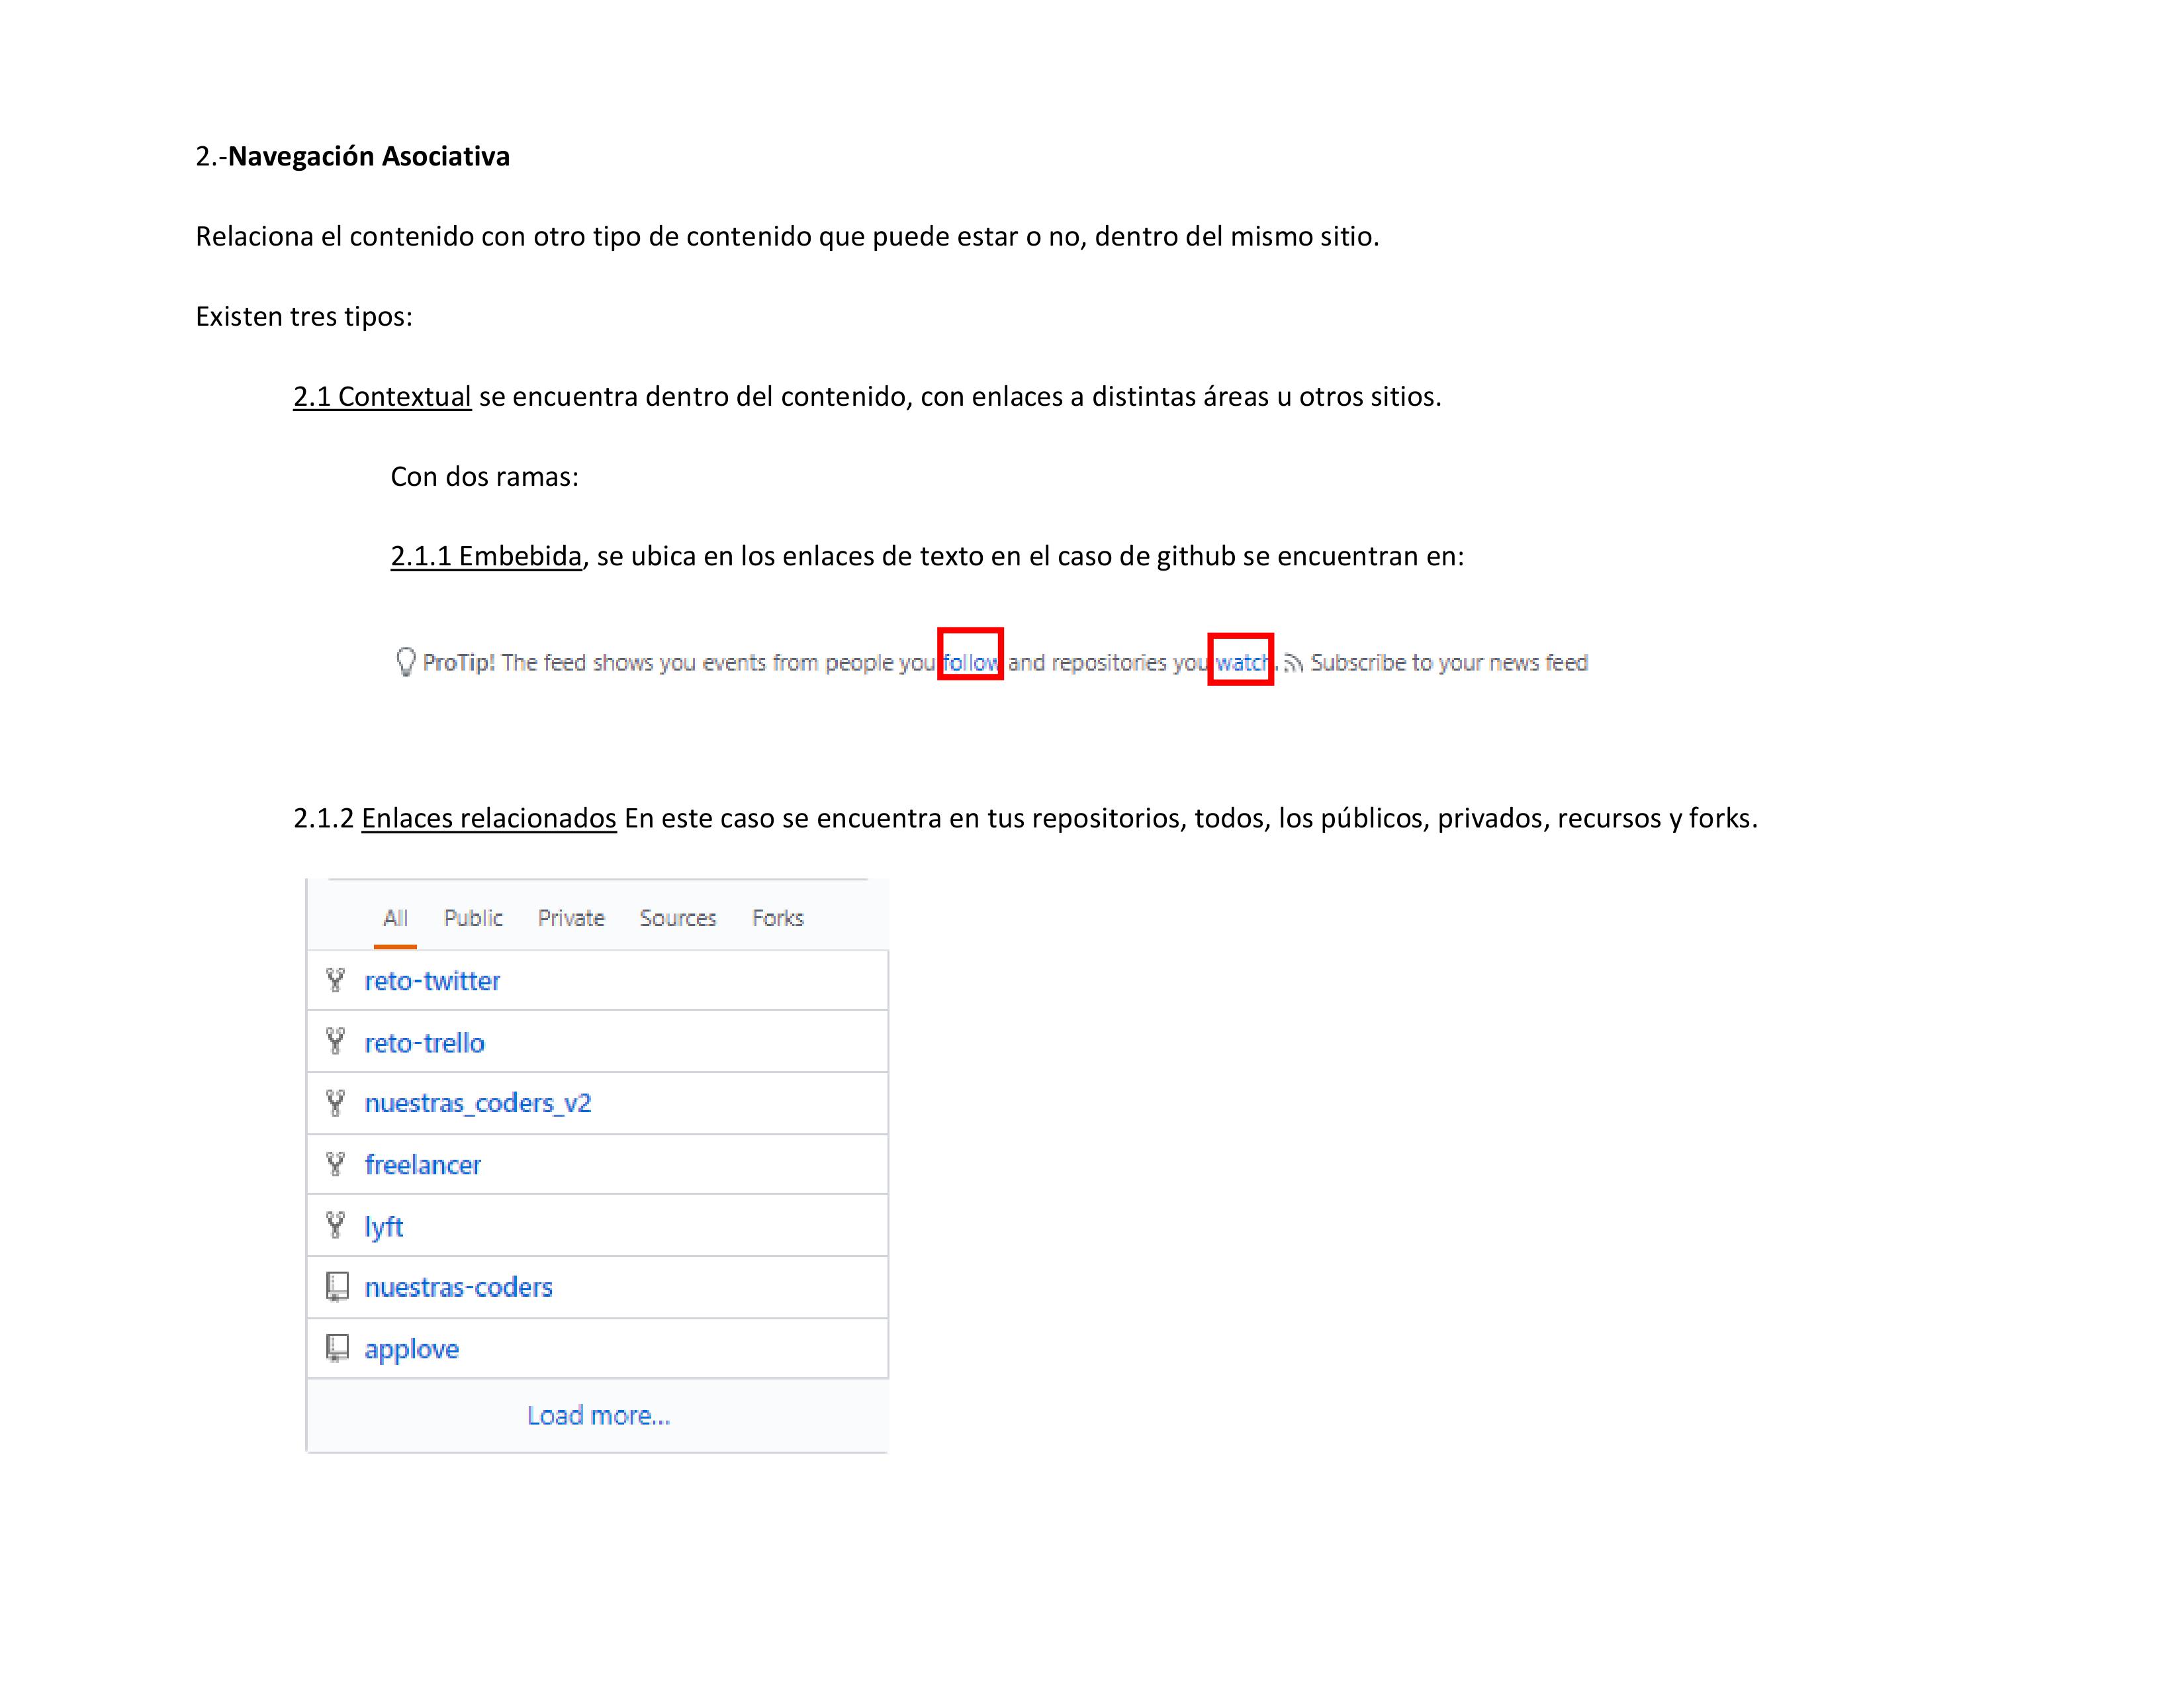 2.-Navegación Asociativa
Relaciona el contenido con otro tipo de contenido que puede estar o no, dentro del mismo sitio.
Existen tres tipos:
2.1 Contextual se encuentra dentro del contenido, con enlaces a distintas áreas u otros sitios.
Con dos ramas:
2.1.1 Embebida, se ubica en los enlaces de texto en el caso de github se encuentran en:
ProTip! The feed shows you events from people you follow and repositories you watch. Subscribe to your news feed
2.1.2 Enlaces relacionados En este caso se encuentra en tus repositorios, todos, los públicos, privados, recursos y forks.
All Public Private Sources Forks
reto-twitter
reto-trello
nuestras_coders_v2
freelancer
lyft
nuestras-coders
applove
Load more...